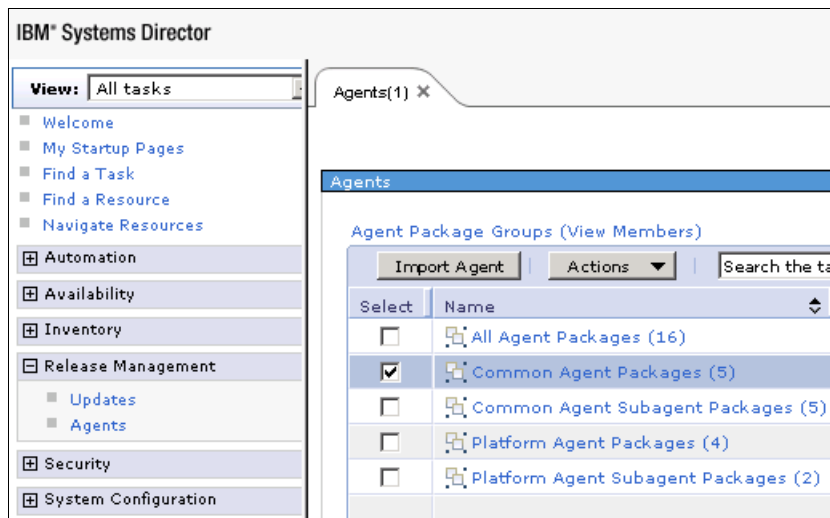 IBM® Systems Director
View: All tasks
Welcome
My Startup Pages
Find a Task
Find a Resource
Navigate Resources
Automation
Availability
Inventory
Release Management
Updates
Agents
Security
System Configuration
Agents(1)
Agents
Agent Package Groups (View Members)
Import Agent Actions Search the ta
Select Name
All Agent Packages (16)
Common Agent Packages (5)
Common Agent Subagent Packages (5)
Platform Agent Packages (4)
Platform Agent Subagent Packages (2)